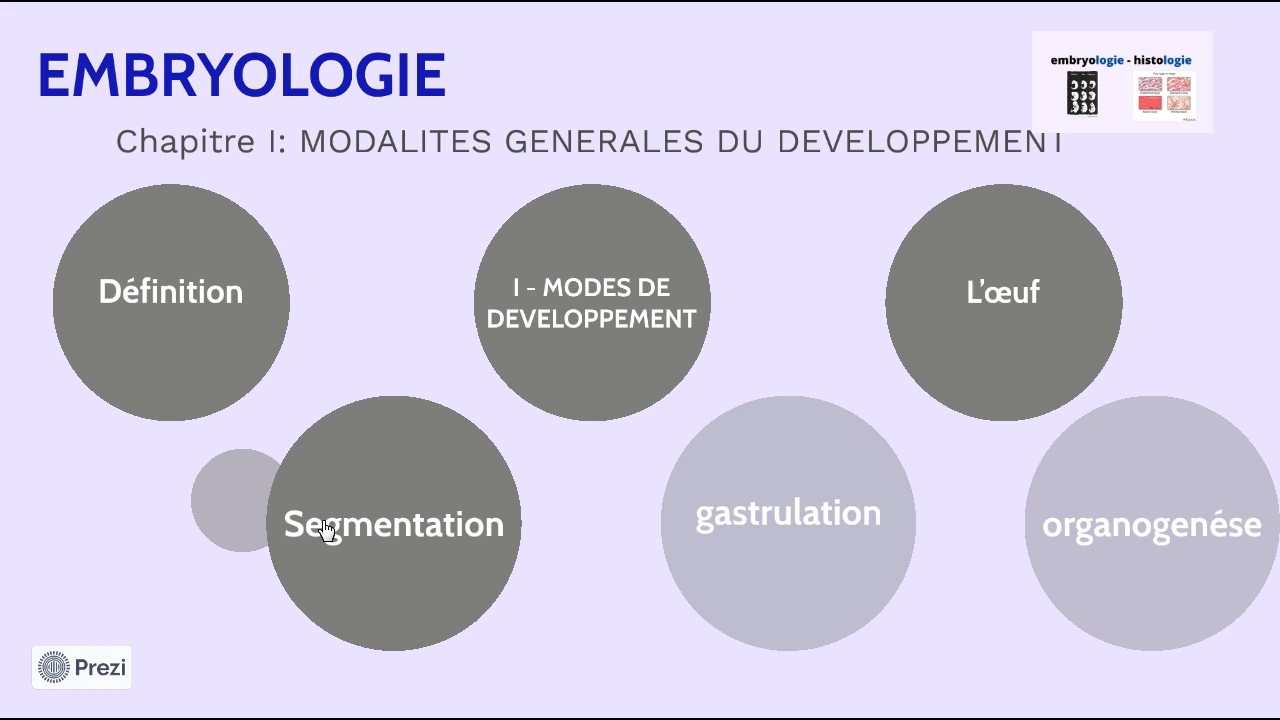 EMBRYOLOGIE
embryologie - histologie
Chapitre I: MODALITES GENERALES DU DEVELOPPEMENT
Définition
I - MODES DE
DEVELOPPEMENT
L'œuf
Segmentation
gastrulation
organogenése
Prezi